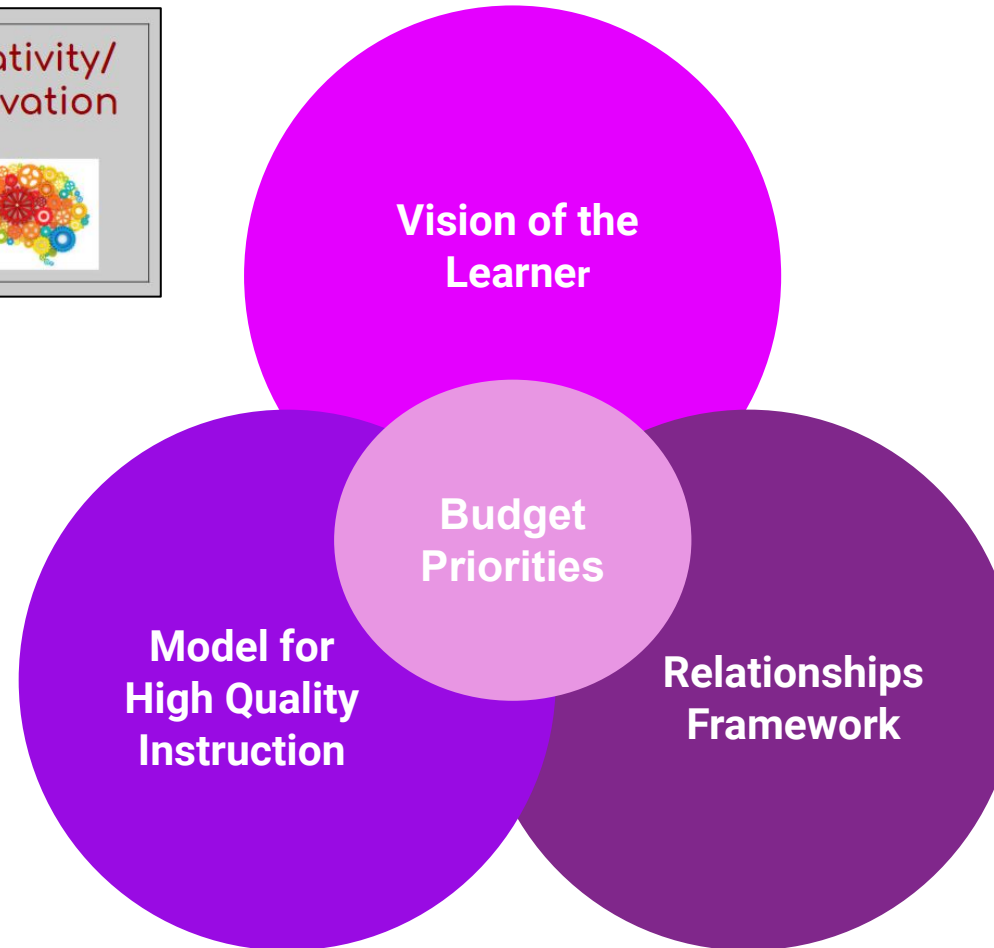 ativity/
vation
Vision of the
Learner
Budget
Priorities
Model for
High Quality
Instruction
Relationships
Framework